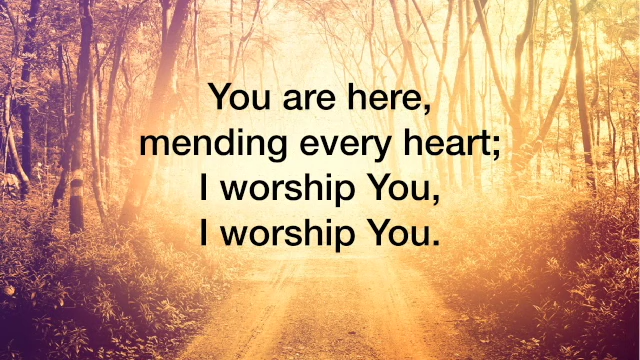 You are here,
mending every heart;
I worship You,
I worship You.